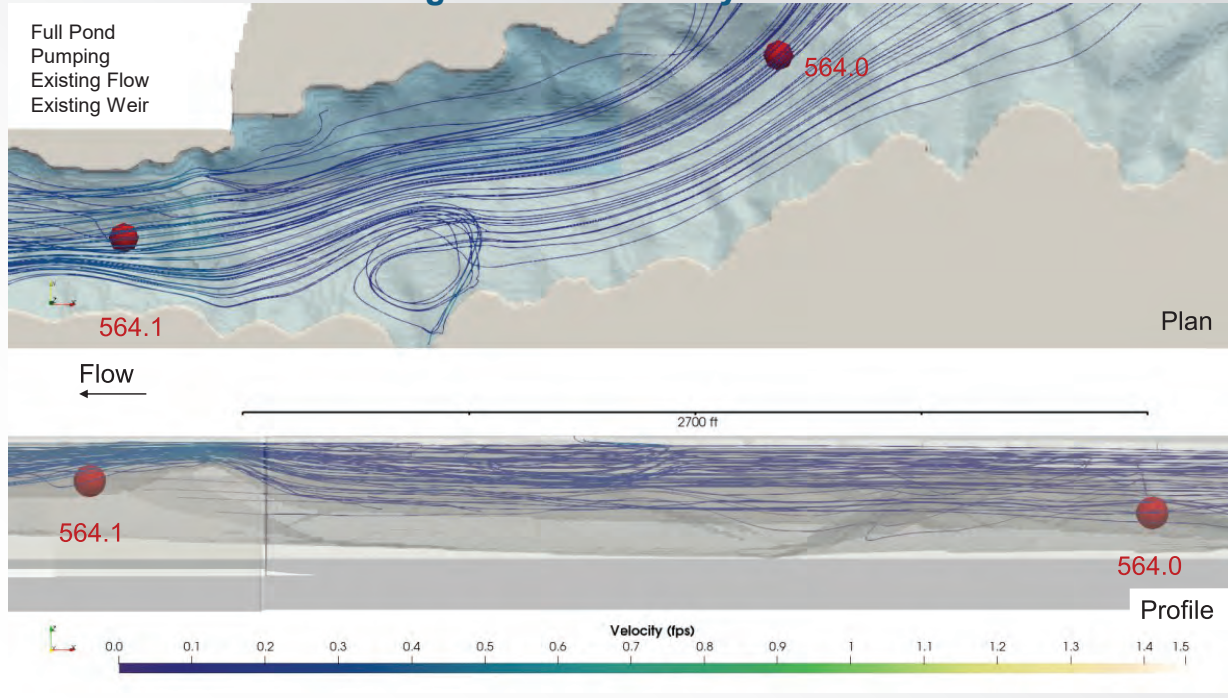 Full Pond
Pumping
Existing Flow
Existing Weir
564.0
564.1
Plan
Flow
2700 ft
564.1
564.0
Profile
Velocity (fps)
0.0 0.1 0.2 0.3 0.4 0.5 0.6 0.7 0.8 0.9 1 1.1 1.2 1.3 1.4 1.5